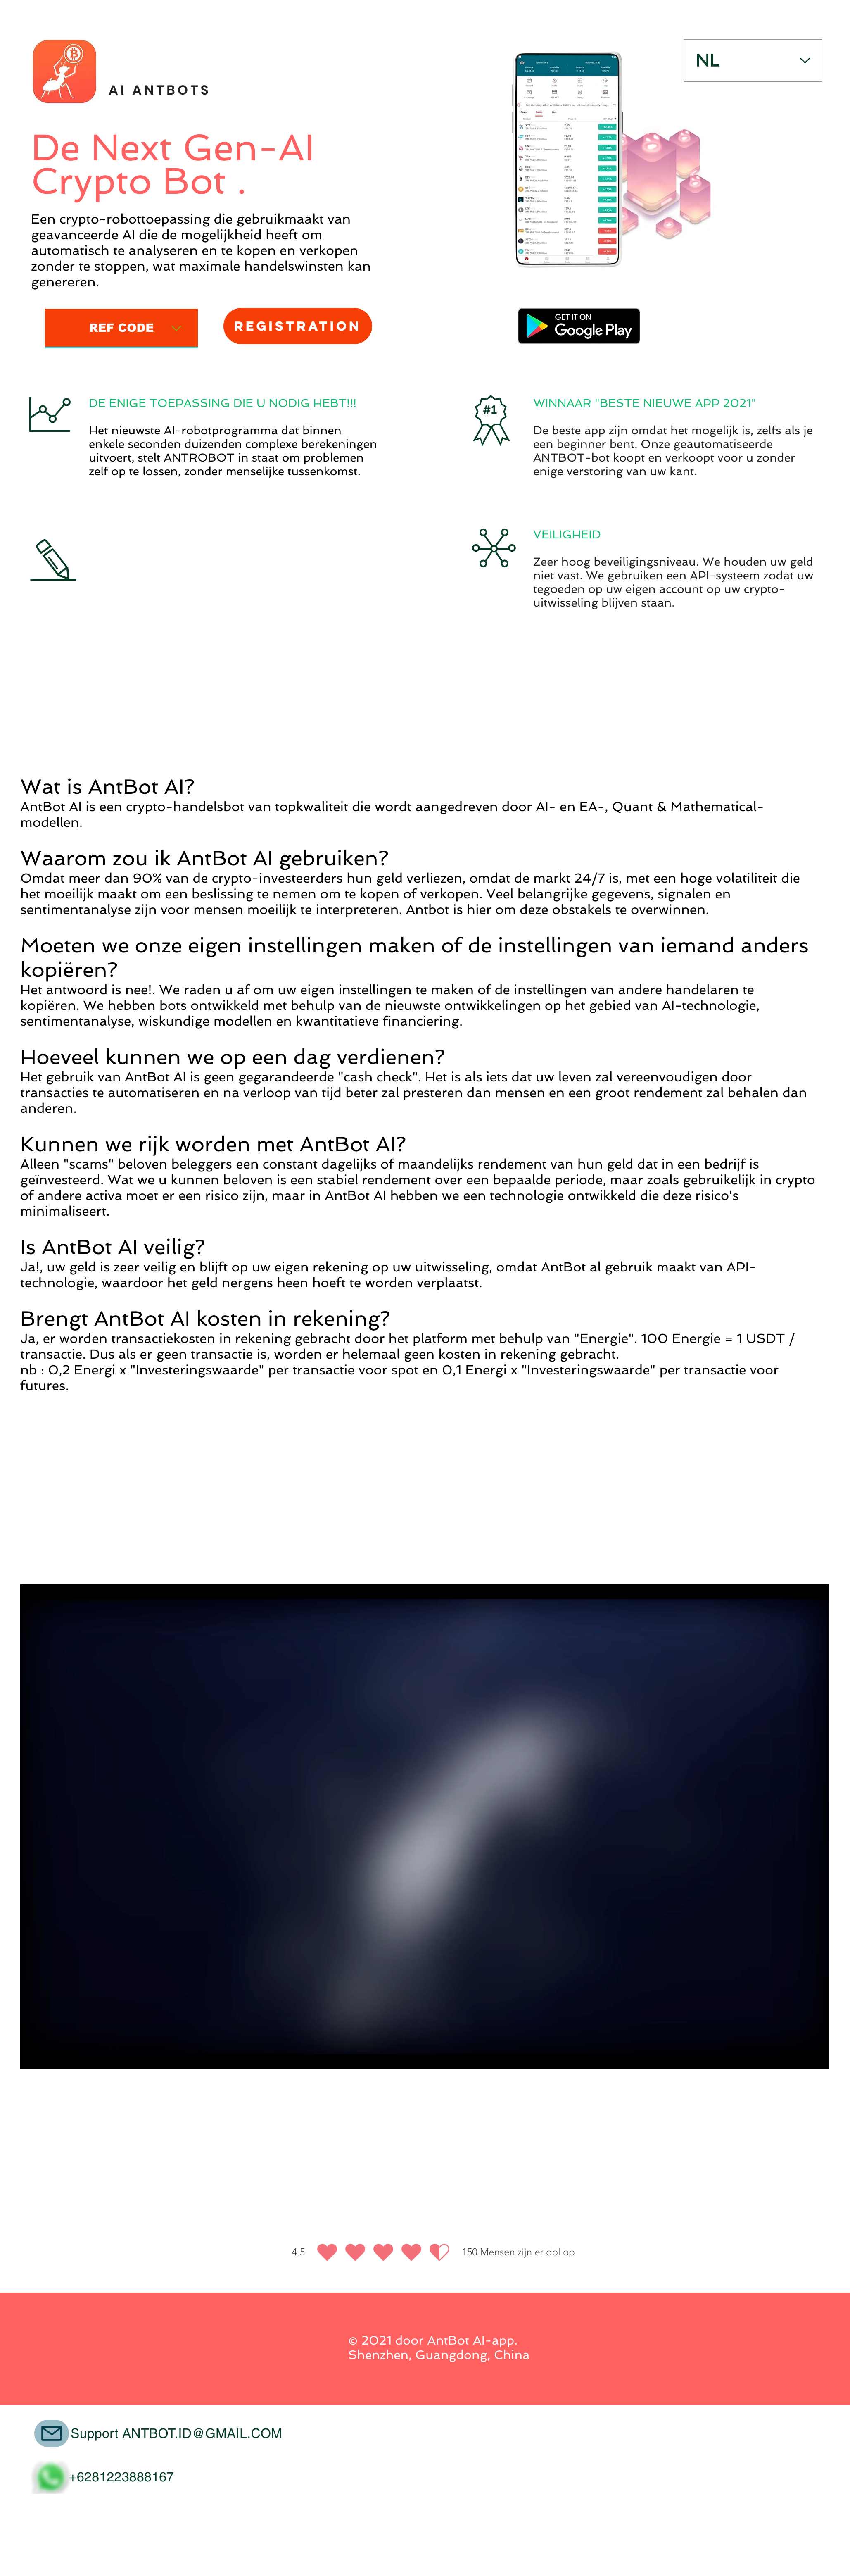 AI ANTBOTS
NL
De Next Gen-AI
Crypto Bot .
Een crypto-robottoepassing die gebruikmaakt van
geavanceerde AI die de mogelijkheid heeft om
automatisch te analyseren en te kopen en verkopen
zonder te stoppen, wat maximale handelswinsten kan
genereren.
REF CODE
REGISTRATION
GET IT ON
Google Play
DE ENIGE TOEPASSING DIE U NODIG HEBT!!!
Het nieuwste AI-robotprogramma dat binnen
enkele seconden duizenden complexe berekeningen
uitvoert, stelt ANTROBOT in staat om problemen
zelf op te lossen, zonder menselijke tussenkomst.
#1
WINNAAR "BESTE NIEUWE APP 2021"
De beste app zijn omdat het mogelijk is, zelfs als je
een beginner bent. Onze geautomatiseerde
ANTBOT-bot koopt en verkoopt voor u zonder
enige verstoring van uw kant.
VEILIGHEID
Zeer hoog beveiligingsniveau. We houden uw geld
niet vast. We gebruiken een API-systeem zodat uw
tegoeden op uw eigen account op uw crypto-
uitwisseling blijven staan.
Wat is AntBot AI?
AntBot AI is een crypto-handelsbot van topkwaliteit die wordt aangedreven door AI- en EA-, Quant & Mathematical-
modellen.
Waarom zou ik AntBot AI gebruiken?
Omdat meer dan 90% van de crypto-investeerders hun geld verliezen, omdat de markt 24/7 is, met een hoge volatiliteit die
het moeilijk maakt om een beslissing te nemen om te kopen of verkopen. Veel belangrijke gegevens, signalen en
sentimentanalyse zijn voor mensen moeilijk te interpreteren. Antbot is hier om deze obstakels te overwinnen.
Moeten we onze eigen instellingen maken of de instellingen van iemand anders
kopiëren?
Het antwoord is nee!. We raden u af om uw eigen instellingen te maken of de instellingen van andere handelaren te
kopiëren. We hebben bots ontwikkeld met behulp van de nieuwste ontwikkelingen op het gebied van AI-technologie,
sentimentanalyse, wiskundige modellen en kwantitatieve financiering.
Hoeveel kunnen we op een dag verdienen?
Het gebruik van AntBot AI is geen gegarandeerde "cash check". Het is als iets dat uw leven zal vereenvoudigen door
transacties te automatiseren en na verloop van tijd beter zal presteren dan mensen en een groot rendement zal behalen dan
anderen.
Kunnen we rijk worden met AntBot AI?
Alleen "scams" beloven beleggers een constant dagelijks of maandelijks rendement van hun geld dat in een bedrijf is
geïnvesteerd. Wat we u kunnen beloven is een stabiel rendement over een bepaalde periode, maar zoals gebruikelijk in crypto
of andere activa moet er een risico zijn, maar in AntBot AI hebben we een technologie ontwikkeld die deze risico's
minimaliseert.
Is AntBot AI veilig?
Ja!, uw geld is zeer veilig en blijft op uw eigen rekening op uw uitwisseling, omdat AntBot al gebruik maakt van API-
technologie, waardoor het geld nergens heen hoeft te worden verplaatst.
Brengt AntBot AI kosten in rekening?
Ja, er worden transactiekosten in rekening gebracht door het platform met behulp van "Energie". 100 Energie = 1 USDT /
transactie. Dus als er geen transactie is, worden er helemaal geen kosten in rekening gebracht.
nb : 0,2 Energi x "Investeringswaarde" per transactie voor spot en 0,1 Energi x "Investeringswaarde" per transactie voor
futures.
4.5
150 Mensen zijn er dol op
© 2021 door AntBot AI-app.
Shenzhen, Guangdong, China
Support ANTBOT.ID@GMAIL.COM
+6281223888167